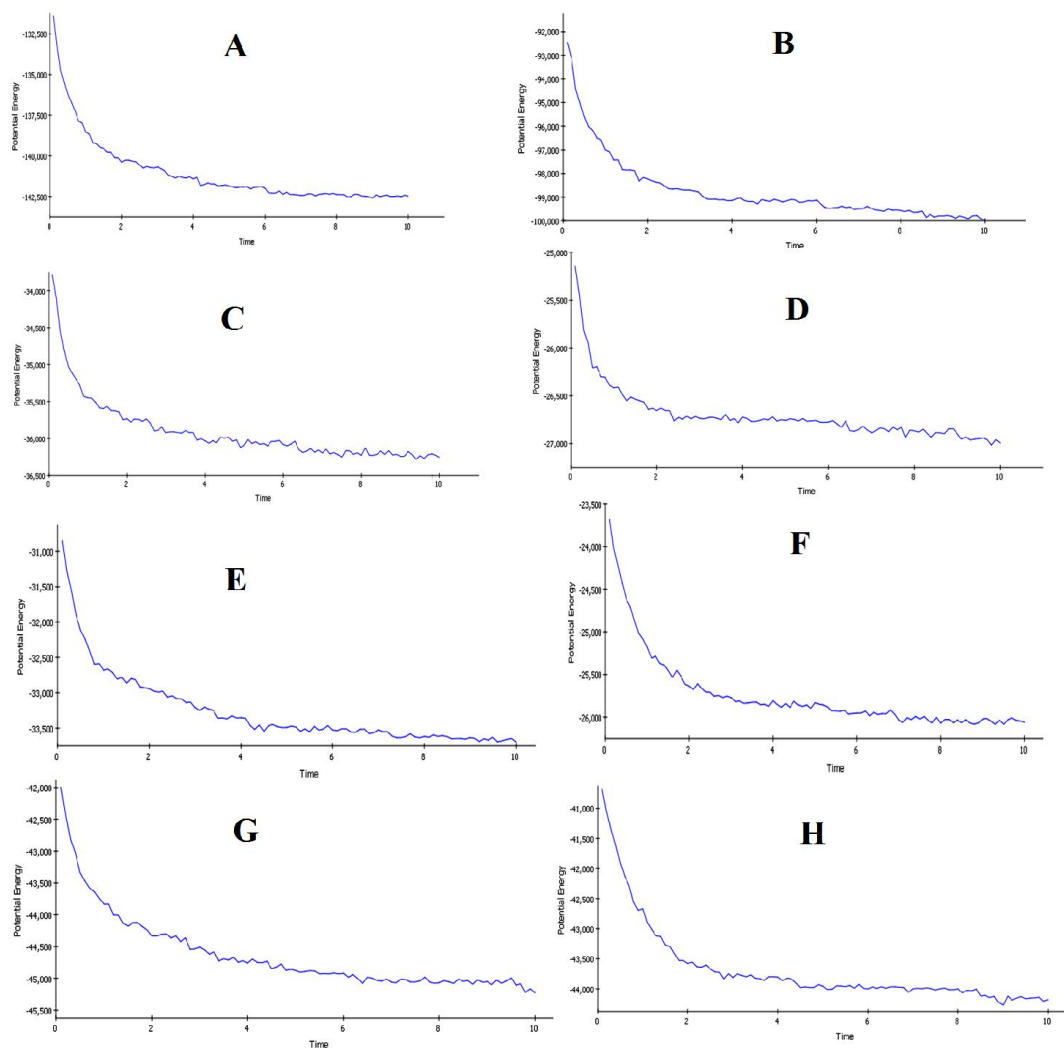 A
Potential Energy
-132,500
-135,000
-137,500
-140,000
-142,500
0 2 4 6 8 10
Time
B
Potential Energy
-92,000
-93,000
-94,000
-95,000
-96,000
-97,000
-98,000
-99,000
-100,000
0 2 4 6 8 10
Time
C
Potential Energy
-34,000
-34,500
-35,000
-35,500
-36,000
-36,500
0 2 4 6 8 10
Time
D
Potential Energy
-25,000
-25,500
-26,000
-26,500
-27,000
0 2 4 6 8 10
Time
E
Potential Energy
-31,000
-31,500
-32,000
-32,500
-33,000
-33,500
0 2 4 6 8 10
Time
F
Potential Energy
-23,500
-24,000
-24,500
-25,000
-25,500
-26,000
0 2 4 6 8 10
Time
G
Potential Energy
-42,000
-42,500
-43,000
-43,500
-44,000
-44,500
-45,000
-45,500
0 2 4 6 8 10
Time
H
Potential Energy
-41,000
-41,500
-42,000
-42,500
-43,000
-43,500
-44,000
0 2 4 6 8 10
Time